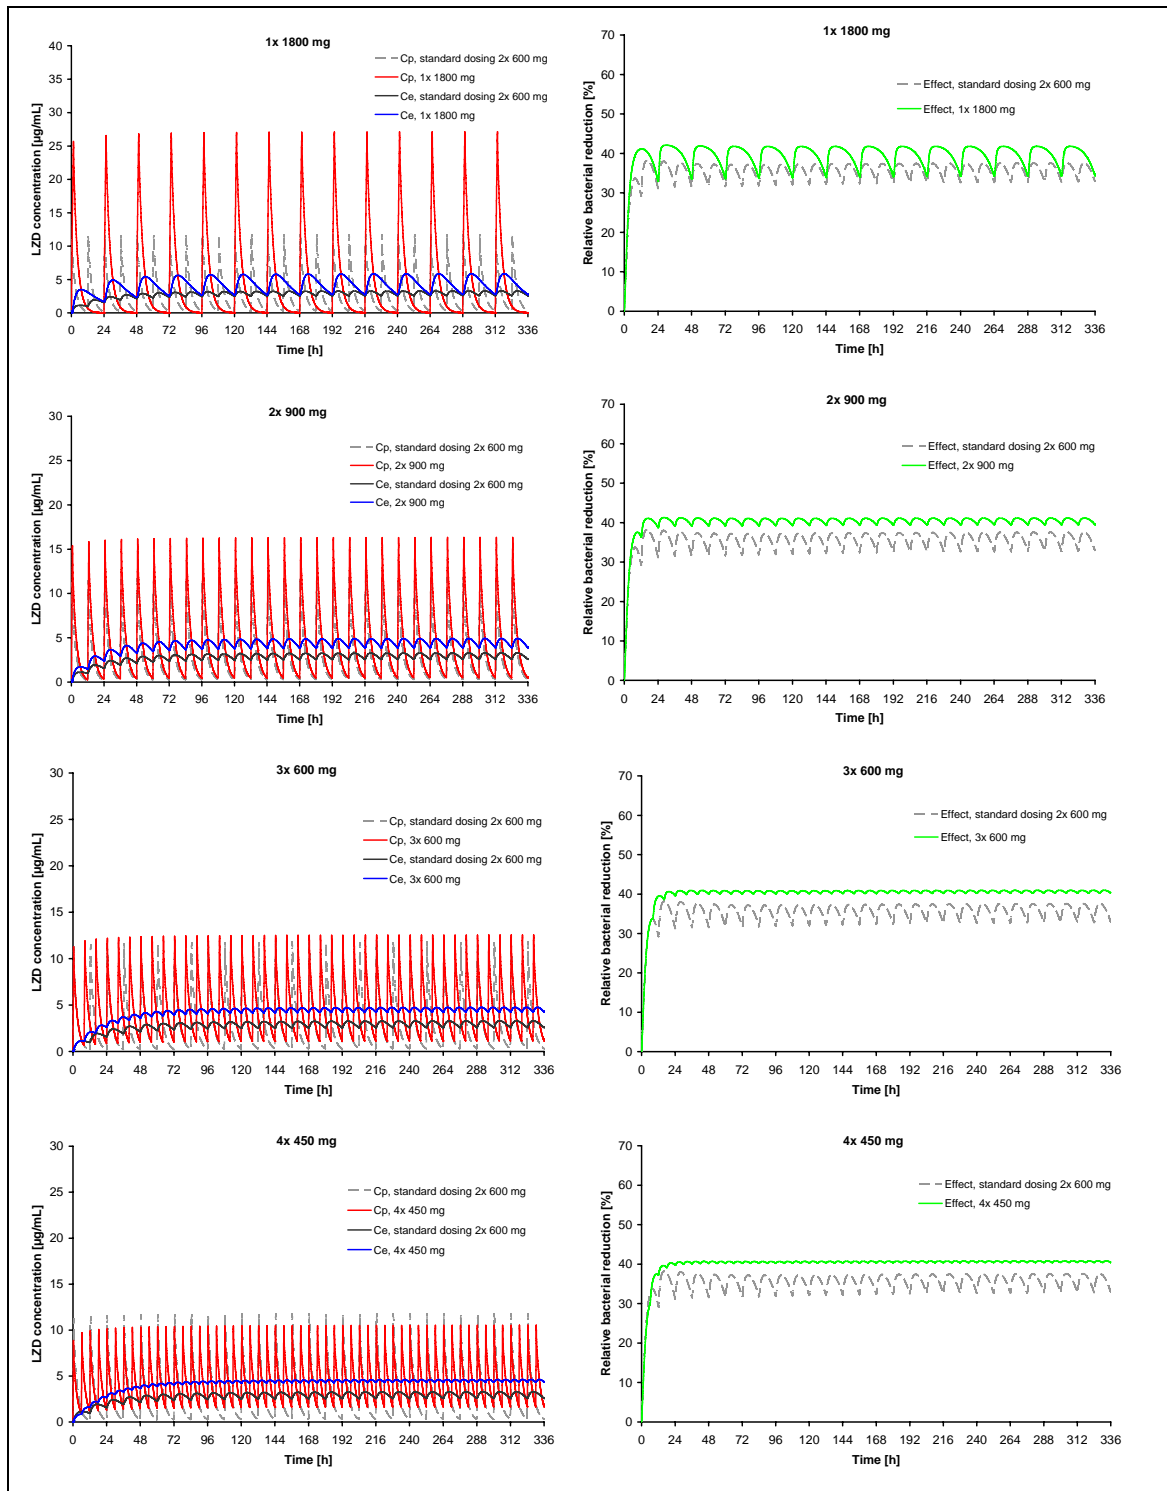 1x 1800 mg
LZD concentration [µg/mL]
40
35
30
25
20
15
10
5
0
Cp, standard dosing 2x 600 mg
Cp, 1x 1800 mg
Ce, standard dosing 2x 600 mg
Ce, 1x 1800 mg
0 24 48 72 96 120 144 168 192 216 240 264 288 312 336
Time [h]
1x 1800 mg
Relative bacterial reduction [%]
70
60
50
40
30
20
10
0
Effect, standard dosing 2x 600 mg
Effect, 1x 1800 mg
0 24 48 72 96 120 144 168 192 216 240 264 288 312 336
Time [h]
2x 900 mg
LZD concentration [µg/mL]
30
25
20
15
10
5
0
Cp, standard dosing 2x 600 mg
Cp, 2x 900 mg
Ce, standard dosing 2x 600 mg
Ce, 2x 900 mg
0 24 48 72 96 120 144 168 192 216 240 264 288 312 336
Time [h]
2x 900 mg
Relative bacterial reduction [%]
70
60
50
40
30
20
10
0
Effect, standard dosing 2x 600 mg
Effect, 2x 900 mg
0 24 48 72 96 120 144 168 192 216 240 264 288 312 336
Time [h]
3x 600 mg
LZD concentration [µg/mL]
30
25
20
15
10
5
0
Cp, standard dosing 2x 600 mg
Cp, 3x 600 mg
Ce, standard dosing 2x 600 mg
Ce, 3x 600 mg
0 24 48 72 96 120 144 168 192 216 240 264 288 312 336
Time [h]
3x 600 mg
Relative bacterial reduction [%]
70
60
50
40
30
20
10
0
Effect, standard dosing 2x 600 mg
Effect, 3x 600 mg
0 24 48 72 96 120 144 168 192 216 240 264 288 312 336
Time [h]
4x 450 mg
LZD concentration [µg/mL]
30
25
20
15
10
5
0
Cp, standard dosing 2x 600 mg
Cp, 4x 450 mg
Ce, standard dosing 2x 600 mg
Ce, 4x 450 mg
0 24 48 72 96 120 144 168 192 216 240 264 288 312 336
Time [h]
4x 450 mg
Relative bacterial reduction [%]
70
60
50
40
30
20
10
0
Effect, standard dosing 2x 600 mg
Effect, 4x 450 mg
0 24 48 72 96 120 144 168 192 216 240 264 288 312 336
Time [h]